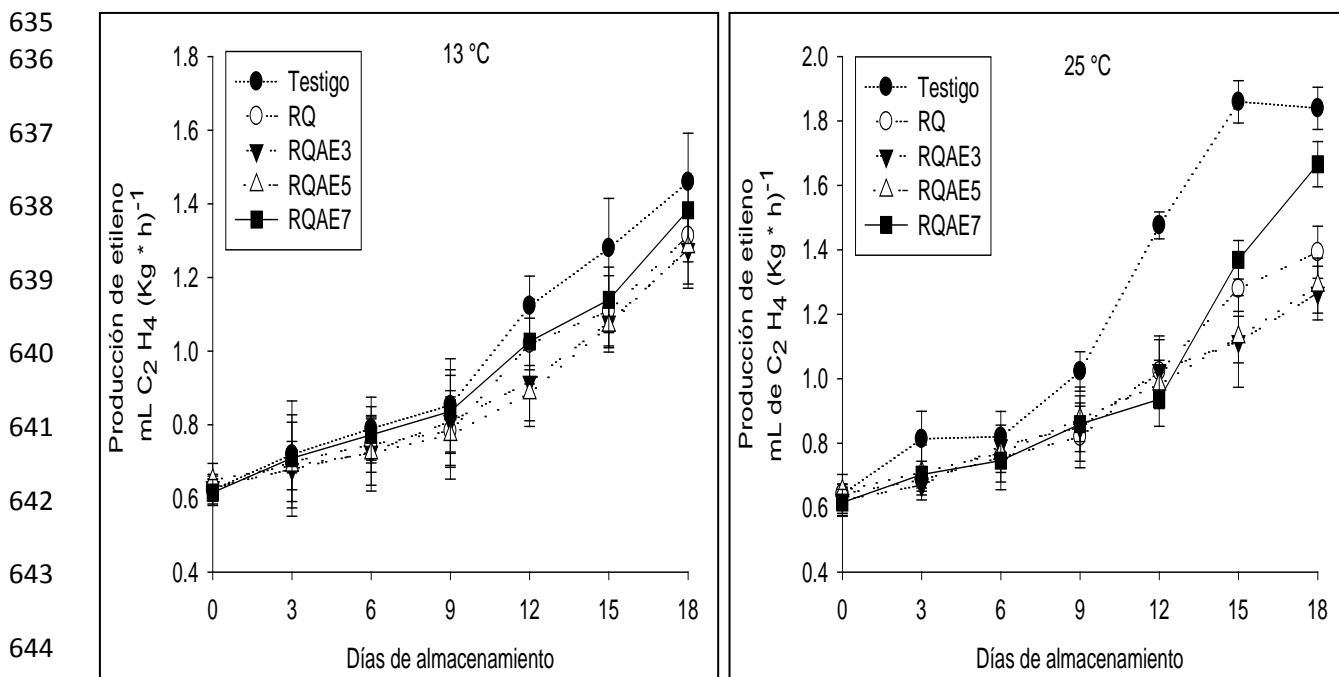 635
636
637
638
639
640
641
642
643
644
13 ºC
Testigo
RQ
RQAE3
RQAE5
RQAE7
1.8
1.6
1.4
1.2
1.0
0.8
0.6
0.4
Producción de etileno
mL C2 H4 (Kg * h)-1
0 3 6 9 12 15 18
Días de almacenamiento
25 ºC
Testigo
RQ
RQAE3
RQAE5
RQAE7
2.0
1.8
1.6
1.4
1.2
1.0
0.8
0.6
0.4
Producción de etileno
mL de C2 H4 (Kg * h)-1
0 3 6 9 12 15 18
Días de almacenamiento